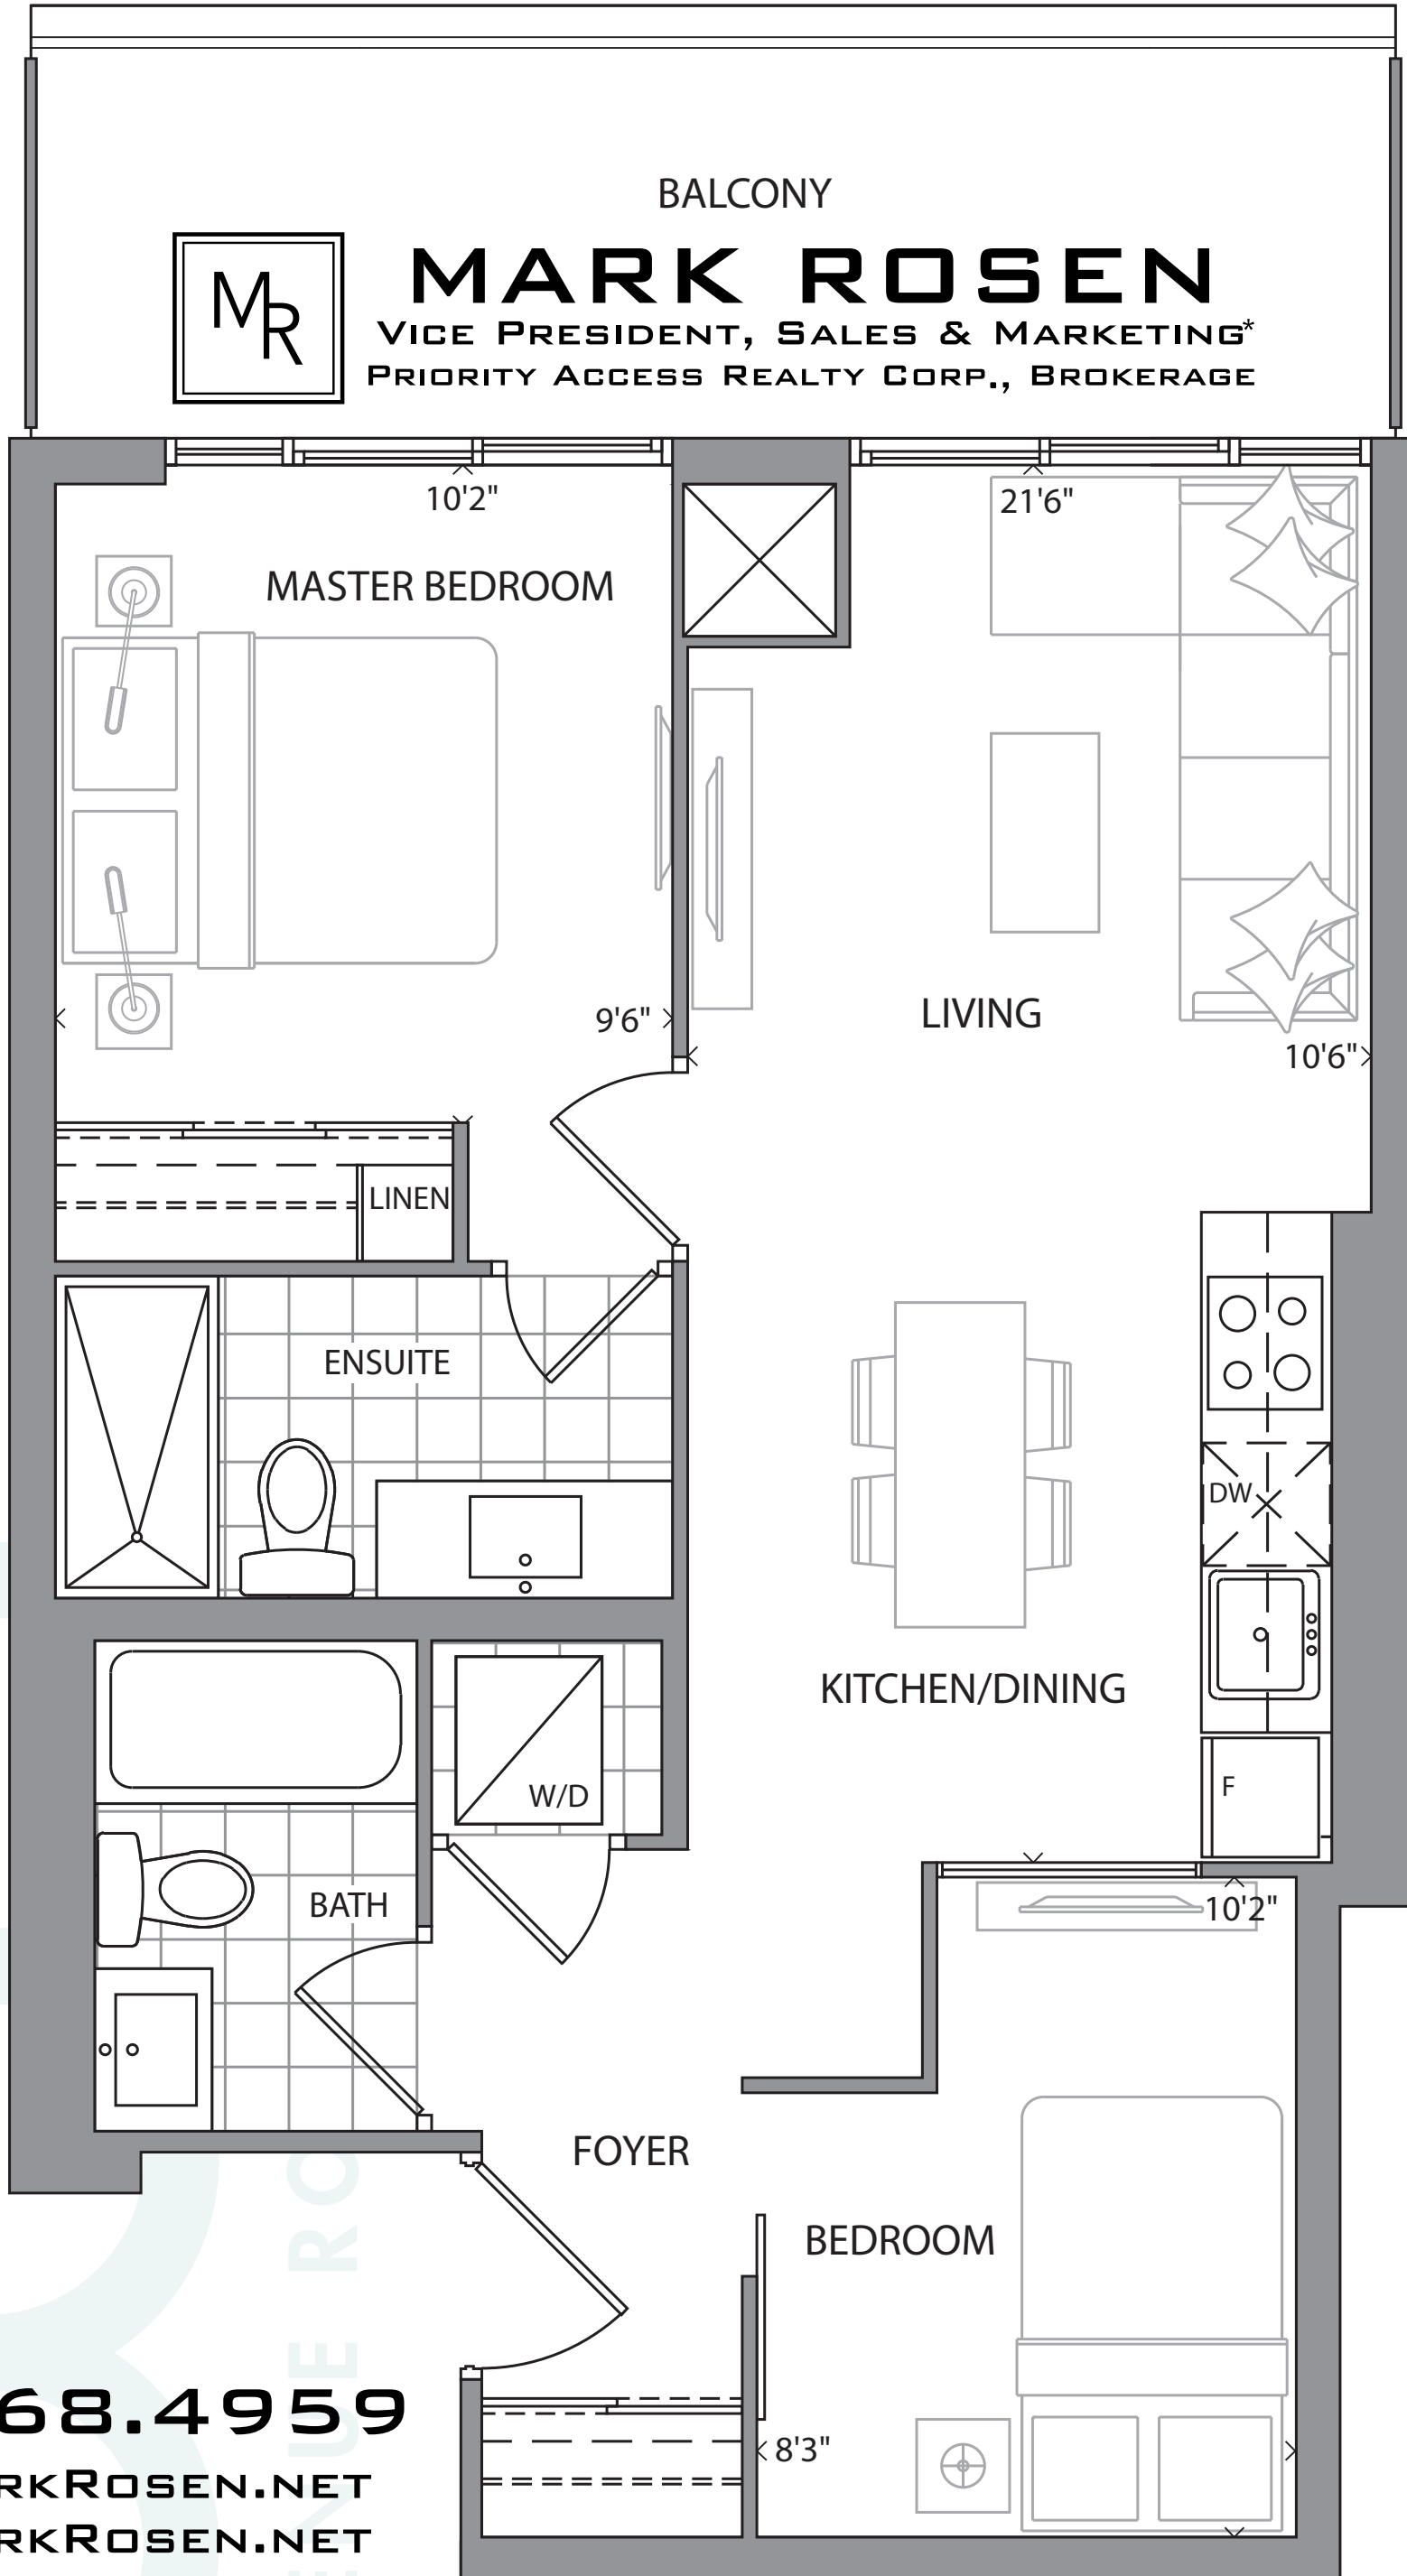 BALCONY
MR
MARK ROSEN
VICE PRESIDENT, SALES & MARKETING*
PRIORITY ACCESS REALTY CORP., BROKERAGE
10'2"
21'6"
MASTER BEDROOM
LIVING
9'6"
10'6"
LINEN
ENSUITE
DW
KITCHEN/DINING
W/D
F
BATH
10'2"
FOYER
BEDROOM
8'3"
68.4959
RKROSEN.NET
RKROSEN.NET